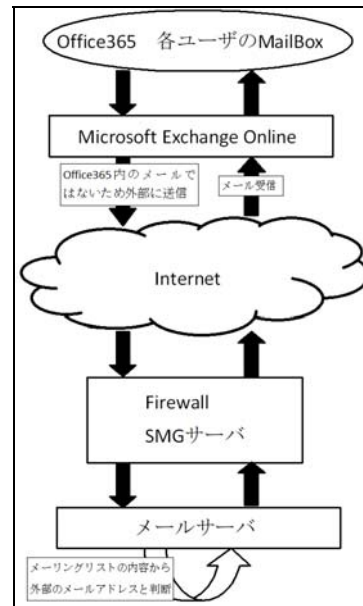 Office365　各ユーザのMailBox
Microsoft Exchange Online
Office365内のメールで
はないため外部に送信
メール受信
Internet
Firewall
SMGサーバ
メールサーバ
メーリングリストの内容から
外部のメールアドレスと判断